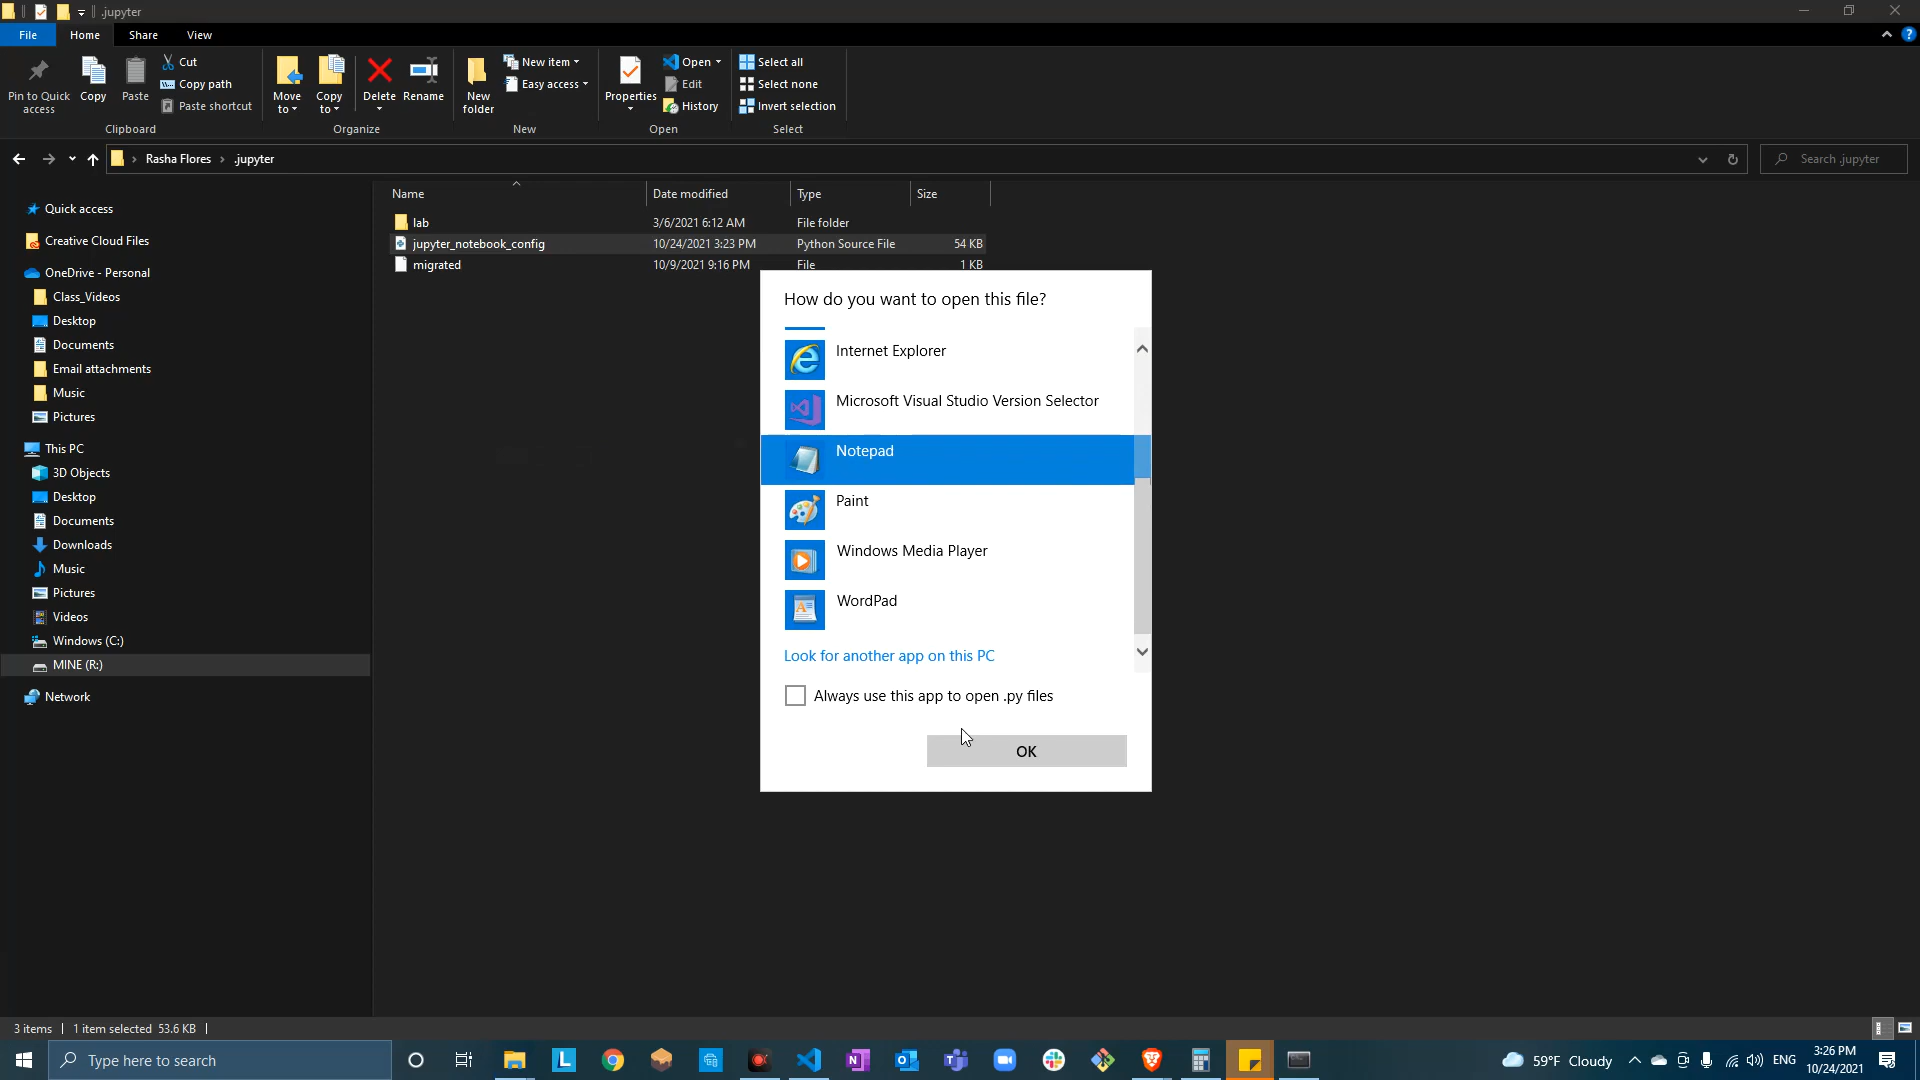 .jupyter
File Home Share View
Pin to Quick access
Copy
Paste
Cut
Copy path
Paste shortcut
Clipboard
Move to
Copy to
Delete
Rename
Organize
New folder
New item
Easy access
New
Properties
Open
Edit
History
Open
Select all
Select none
Invert selection
Select
Rasha Flores › .jupyter
Search .jupyter
Quick access
Creative Cloud Files
OneDrive - Personal
Class_Videos
Desktop
Documents
Email attachments
Music
Pictures
This PC
3D Objects
Desktop
Documents
Downloads
Music
Pictures
Videos
Windows (C:)
MINE (R:)
Network
Name Date modified Type Size
lab 3/6/2021 6:12 AM File folder
jupyter_notebook_config 10/24/2021 3:23 PM Python Source File 54 KB
migrated 10/9/2021 9:16 PM File 1 KB
How do you want to open this file?
Internet Explorer
Microsoft Visual Studio Version Selector
Notepad
Paint
Windows Media Player
WordPad
Look for another app on this PC
Always use this app to open .py files
OK
3 items 1 item selected 53.6 KB
Type here to search
59°F Cloudy
ENG
3:26 PM
10/24/2021